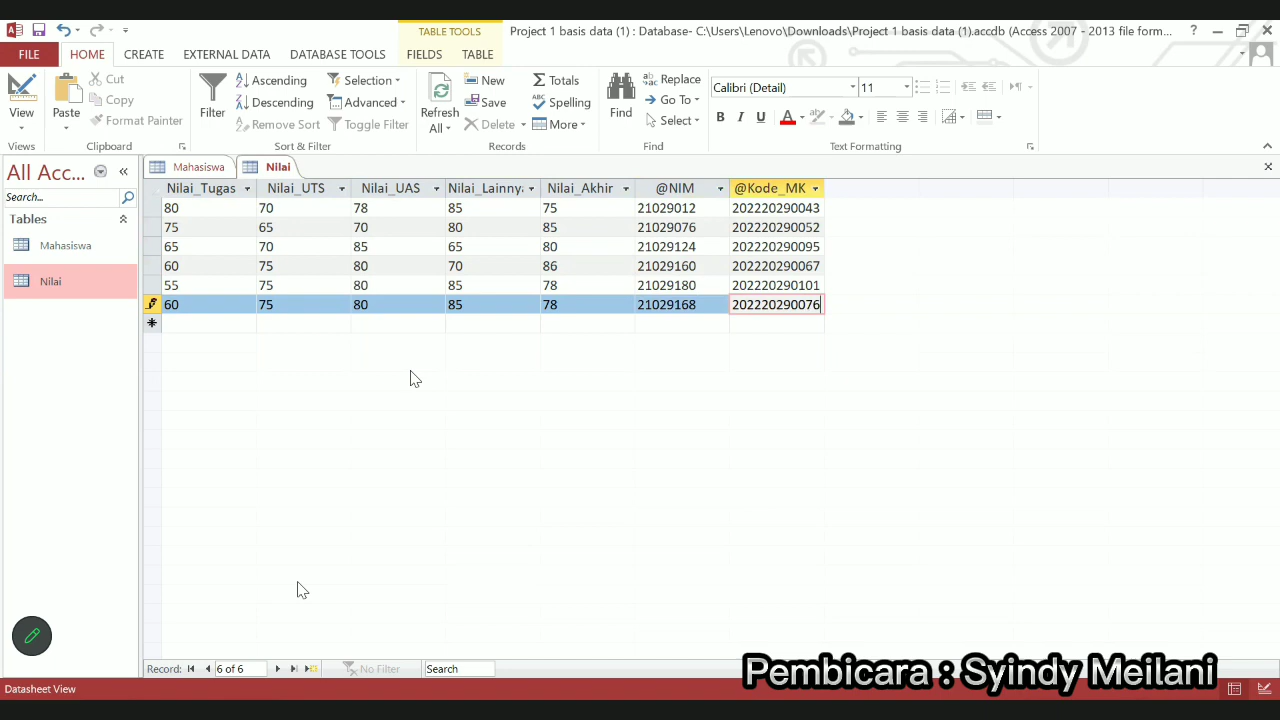 TABLE TOOLS
Project 1 basis data (1) : Database- C:\Users\Lenovo\Downloads\Project 1 basis data (1).accdb (Access 2007 - 2013 file form...
FILE HOME CREATE EXTERNAL DATA DATABASE TOOLS FIELDS TABLE
View
Views
Paste
Cut
Copy
Format Painter
Clipboard
Filter
Ascending
Descending
Remove Sort
Selection
Advanced
Toggle Filter
Sort & Filter
Refresh
All
New
Save
Delete
Totals
Spelling
More
Records
Find
Replace
Go To
Select
Find
Calibri (Detail) 11
B I U A
Text Formatting
All Acc...
Search...
Tables
Mahasiswa
Nilai
Mahasiswa Nilai
Nilai_Tugas Nilai_UTS Nilai_UAS Nilai_Lainnya Nilai_Akhir @NIM @Kode_MK
80 70 78 85 75 21029012 202220290043
75 65 70 80 85 21029076 202220290052
65 70 85 65 80 21029124 202220290095
60 75 80 70 86 21029160 202220290067
55 75 80 85 78 21029180 202220290101
60 75 80 85 78 21029168 202220290076
Record: 6 of 6 No Filter Search
Pembicara : Syindy Meilani
Datasheet View